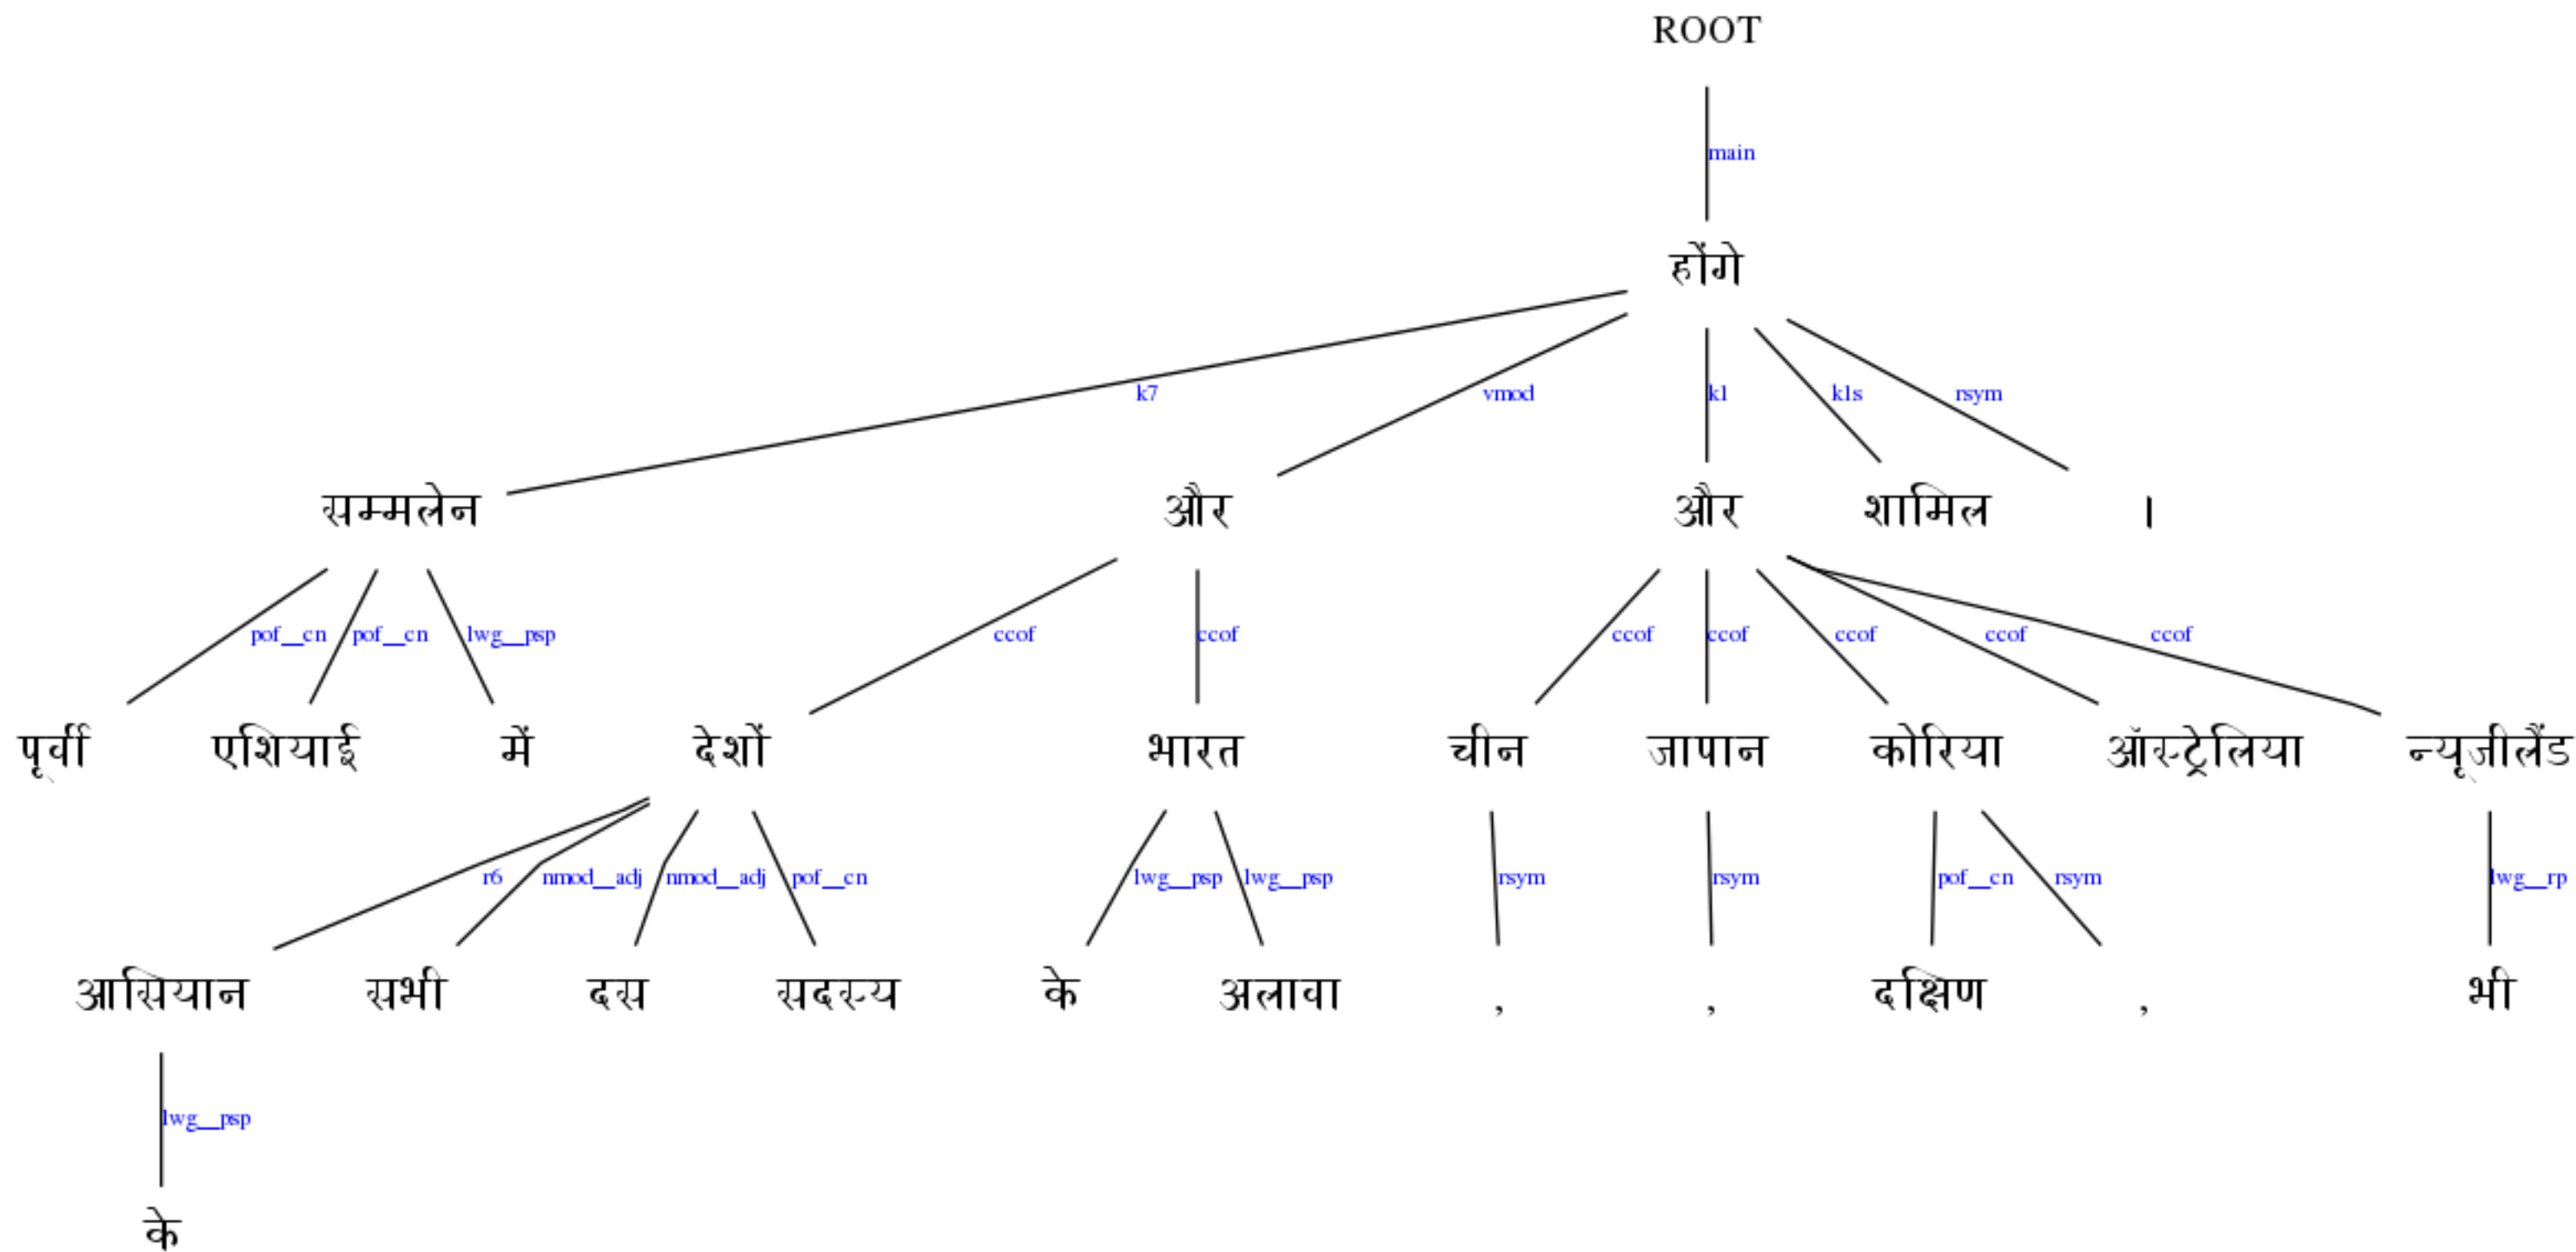 ROOT
main
होंगे
k7 vmod k1 k1s rsym
सम्मलेन और और शामिल ।
pof__cn pof__cn lwg__psp ccof ccof ccof ccof ccof ccof ccof
पूर्वी एशियाई में देशों भारत चीन जापान कोरिया ऑस्ट्रेलिया न्यूजीलैंड
r6 nmod__adj nmod__adj pof__cn lwg__psp lwg__psp rsym rsym pof__cn rsym lwg__rp
आसियान सभी दस सदस्य के अलावा , , दक्षिण , भी
lwg__psp
के